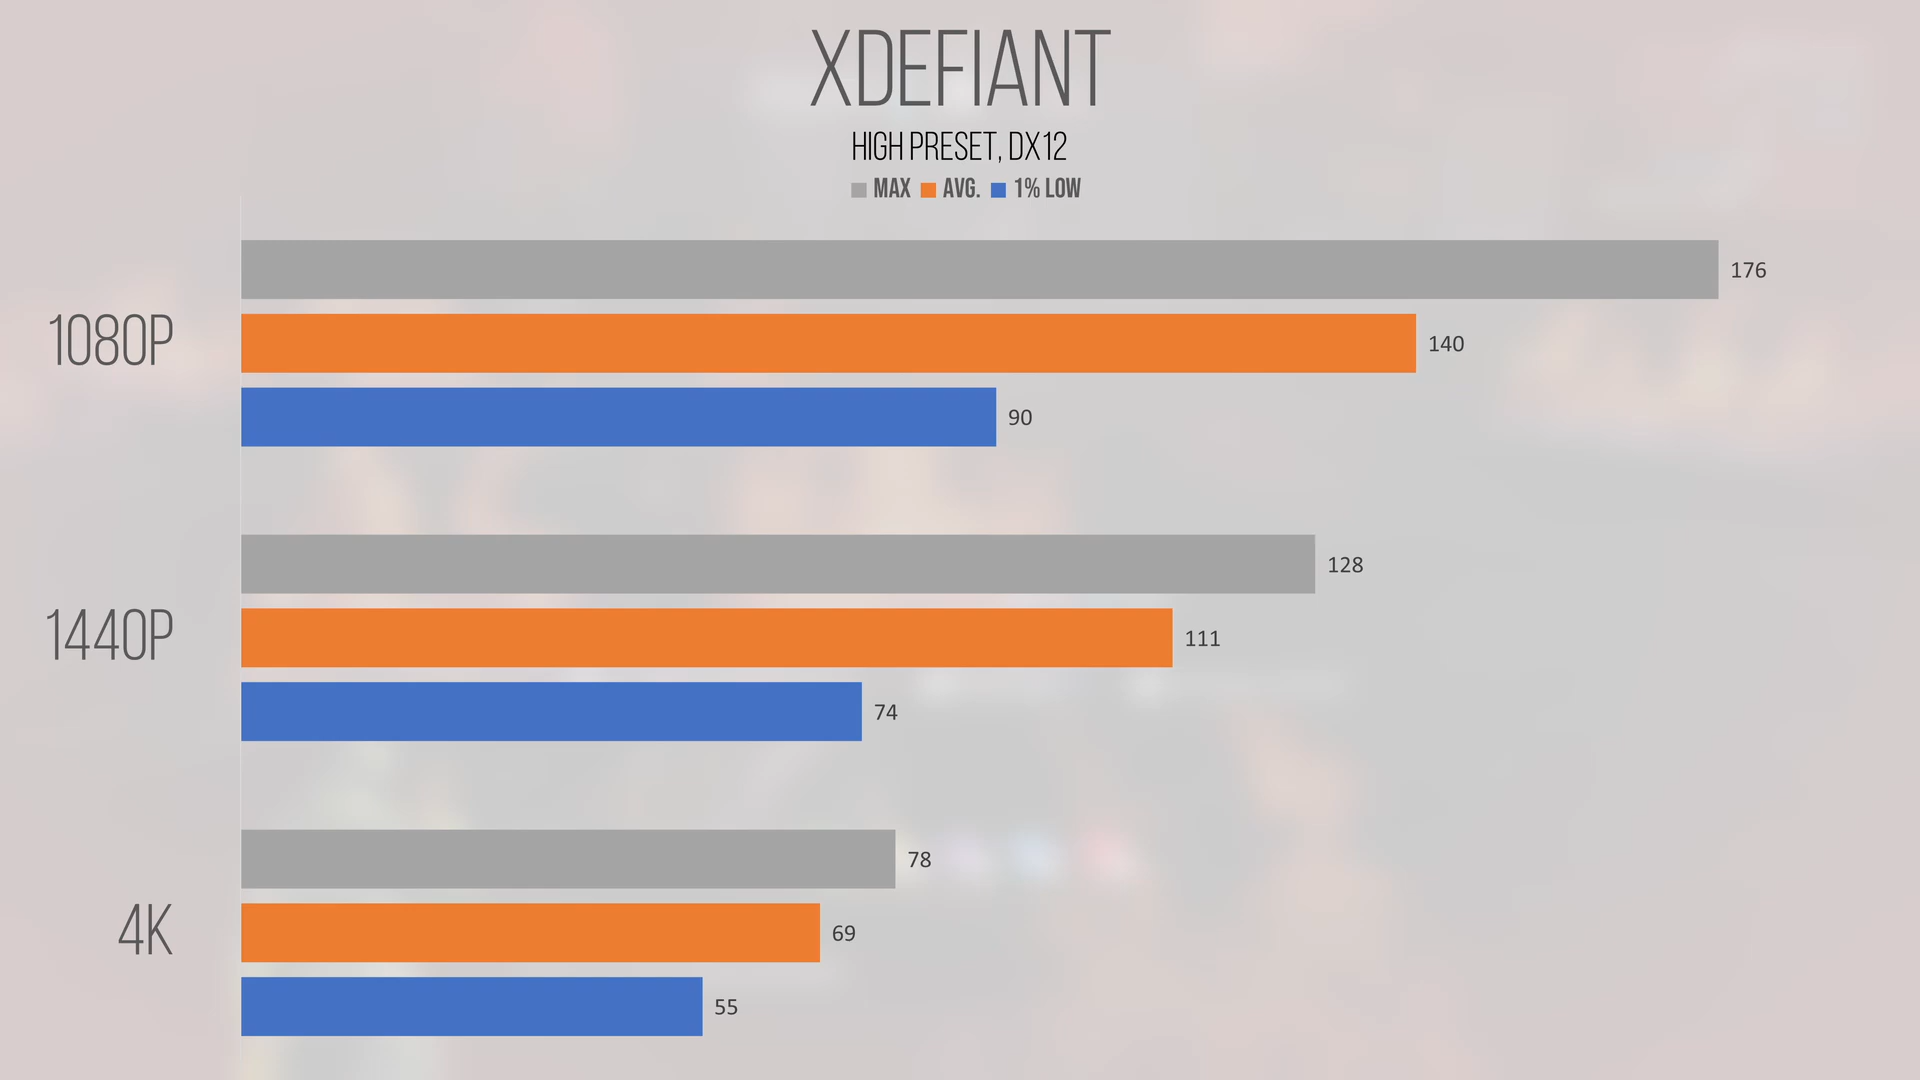 XDEFIANT
HIGH PRESET, DX12
MAX AVG. 1% LOW
176
1080P
140
90
128
1440P
111
74
78
4K
69
55